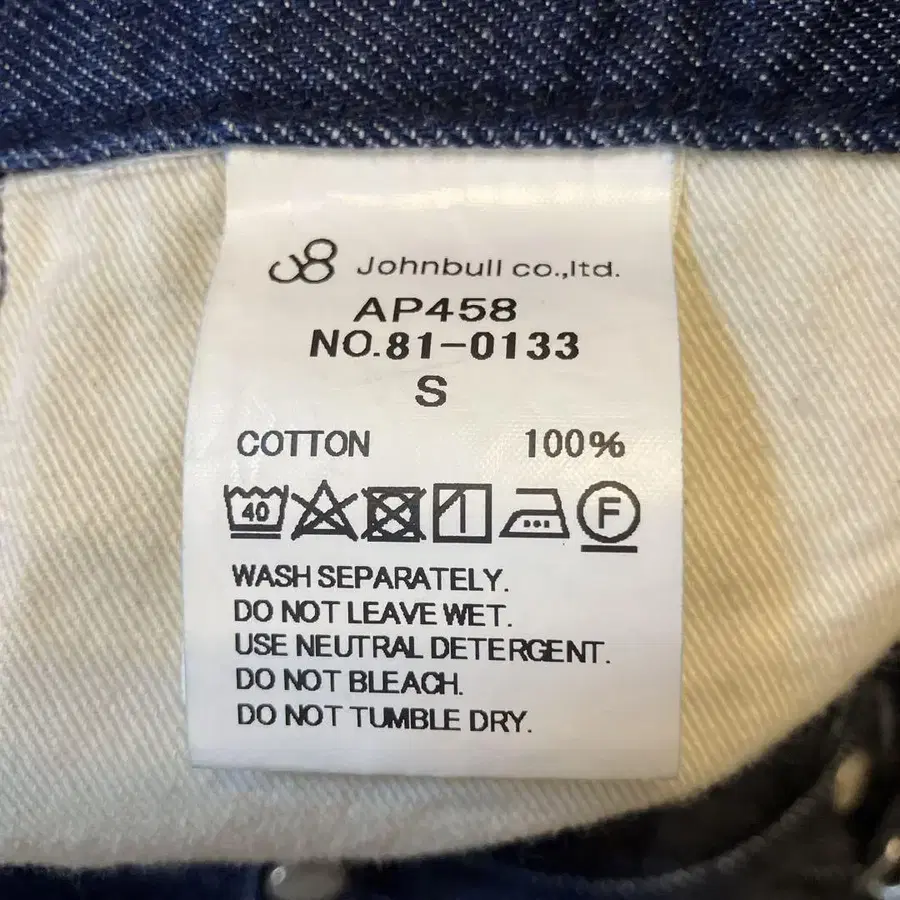 Johnbull co.,ltd.
AP458
NO.81-0133
S
COTTON 100%
40 F
WASH SEPARATELY.
DO NOT LEAVE WET.
USE NEUTRAL DETERGENT.
DO NOT BLEACH.
DO NOT TUMBLE DRY.